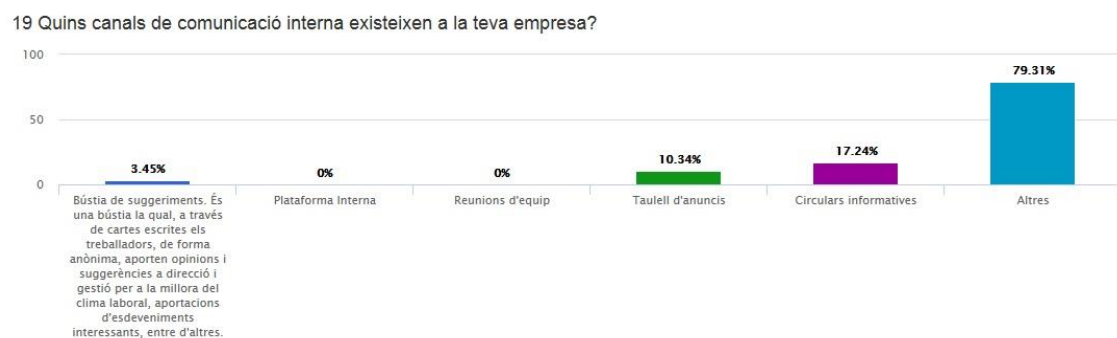 19 Quins canals de comunicació interna existeixen a la teva empresa?
100
79.31%
50
17.24%
10.34%
3.45%
0%
0%
0
Bústia de suggeriments. És
una bústia la qual, a través
de cartes escrites els
treballadors, de forma
anònima, aporten opinions i
suggerències a direcció i
gestió per a la millora del
clima laboral, aportacions
d'esdeveniments
interessants, entre d'altres.
Plataforma Interna
Reunions d'equip
Taulell d'anuncis
Circulars informatives
Altres